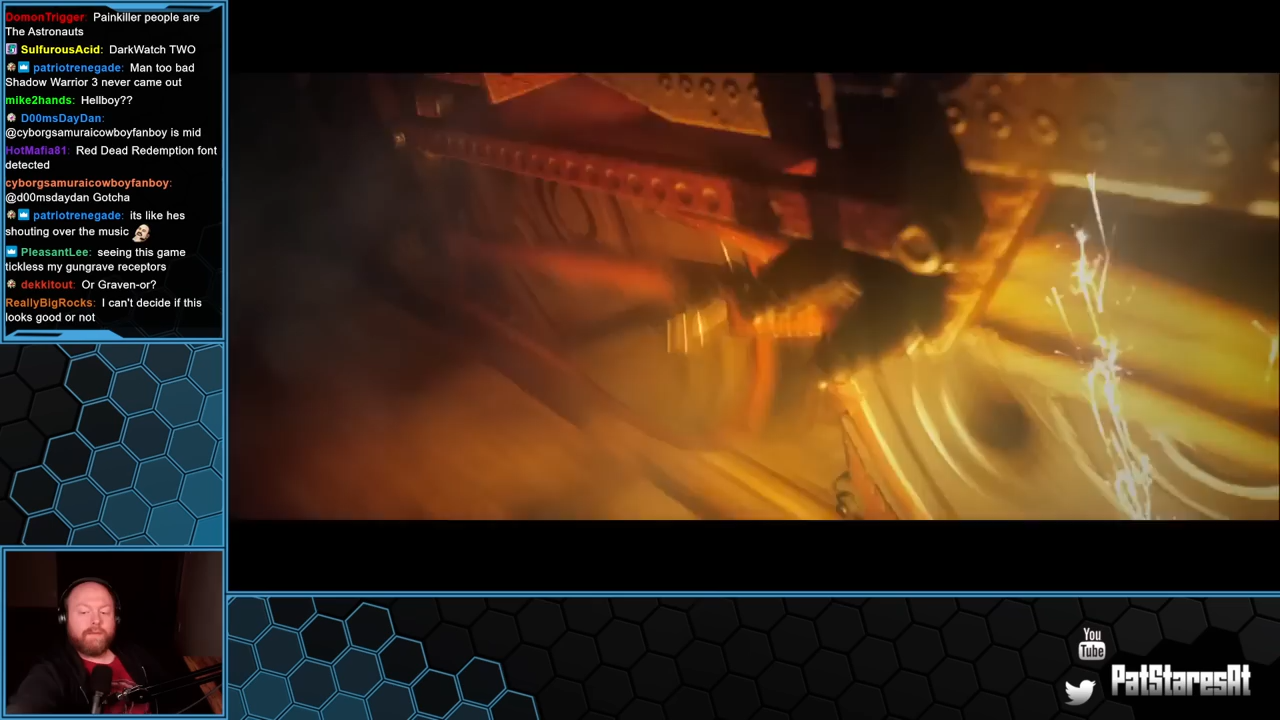 DomonTrigger: Painkiller people are
The Astronauts
SulfurousAcid: DarkWatch TWO
patriotrenegade: Man too bad
Shadow Warrior 3 never came out
mike2hands: Hellboy??
D00msDayDan:
@cyborgsamuraicowboyfanboy is mid
HotMafia81: Red Dead Redemption font
detected
cyborgsamuraicowboyfanboy:
@d00msdaydan Gotcha
patriotrenegade: its like hes
shouting over the music
PleasantLee: seeing this game
tickless my gungrave receptors
dekkitout: Or Graven-or?
ReallyBigRocks: I can't decide if this
looks good or not
You
Tube
PatStaresAt